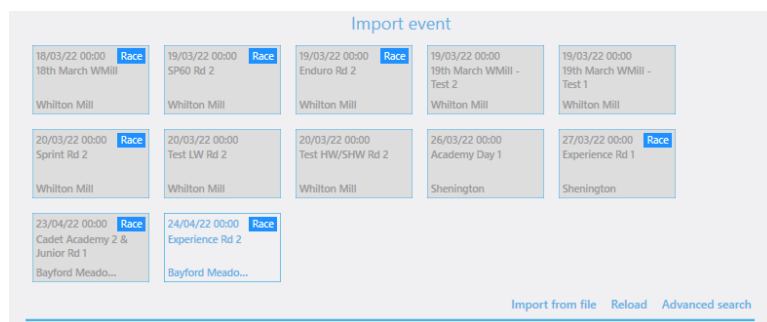 Import event
18/03/22 00:00 Race
18th March WMill
Whilton Mill
19/03/22 00:00 Race
SP60 Rd 2
Whilton Mill
19/03/22 00:00 Race
Enduro Rd 2
Whilton Mill
19/03/22 00:00
19th March WMill -
Test 2
Whilton Mill
19/03/22 00:00
19th March WMill -
Test 1
Whilton Mill
20/03/22 00:00 Race
Sprint Rd 2
Whilton Mill
20/03/22 00:00
Test LW Rd 2
Whilton Mill
20/03/22 00:00
Test HW/SHW Rd 2
Whilton Mill
26/03/22 00:00
Academy Day 1
Shenington
27/03/22 00:00 Race
Experience Rd 1
Shenington
23/04/22 00:00 Race
Cadet Academy 2 &
Junior Rd 1
Bayford Meado...
24/04/22 00:00 Race
Experience Rd 2
Bayford Meado...
Import from file Reload Advanced search